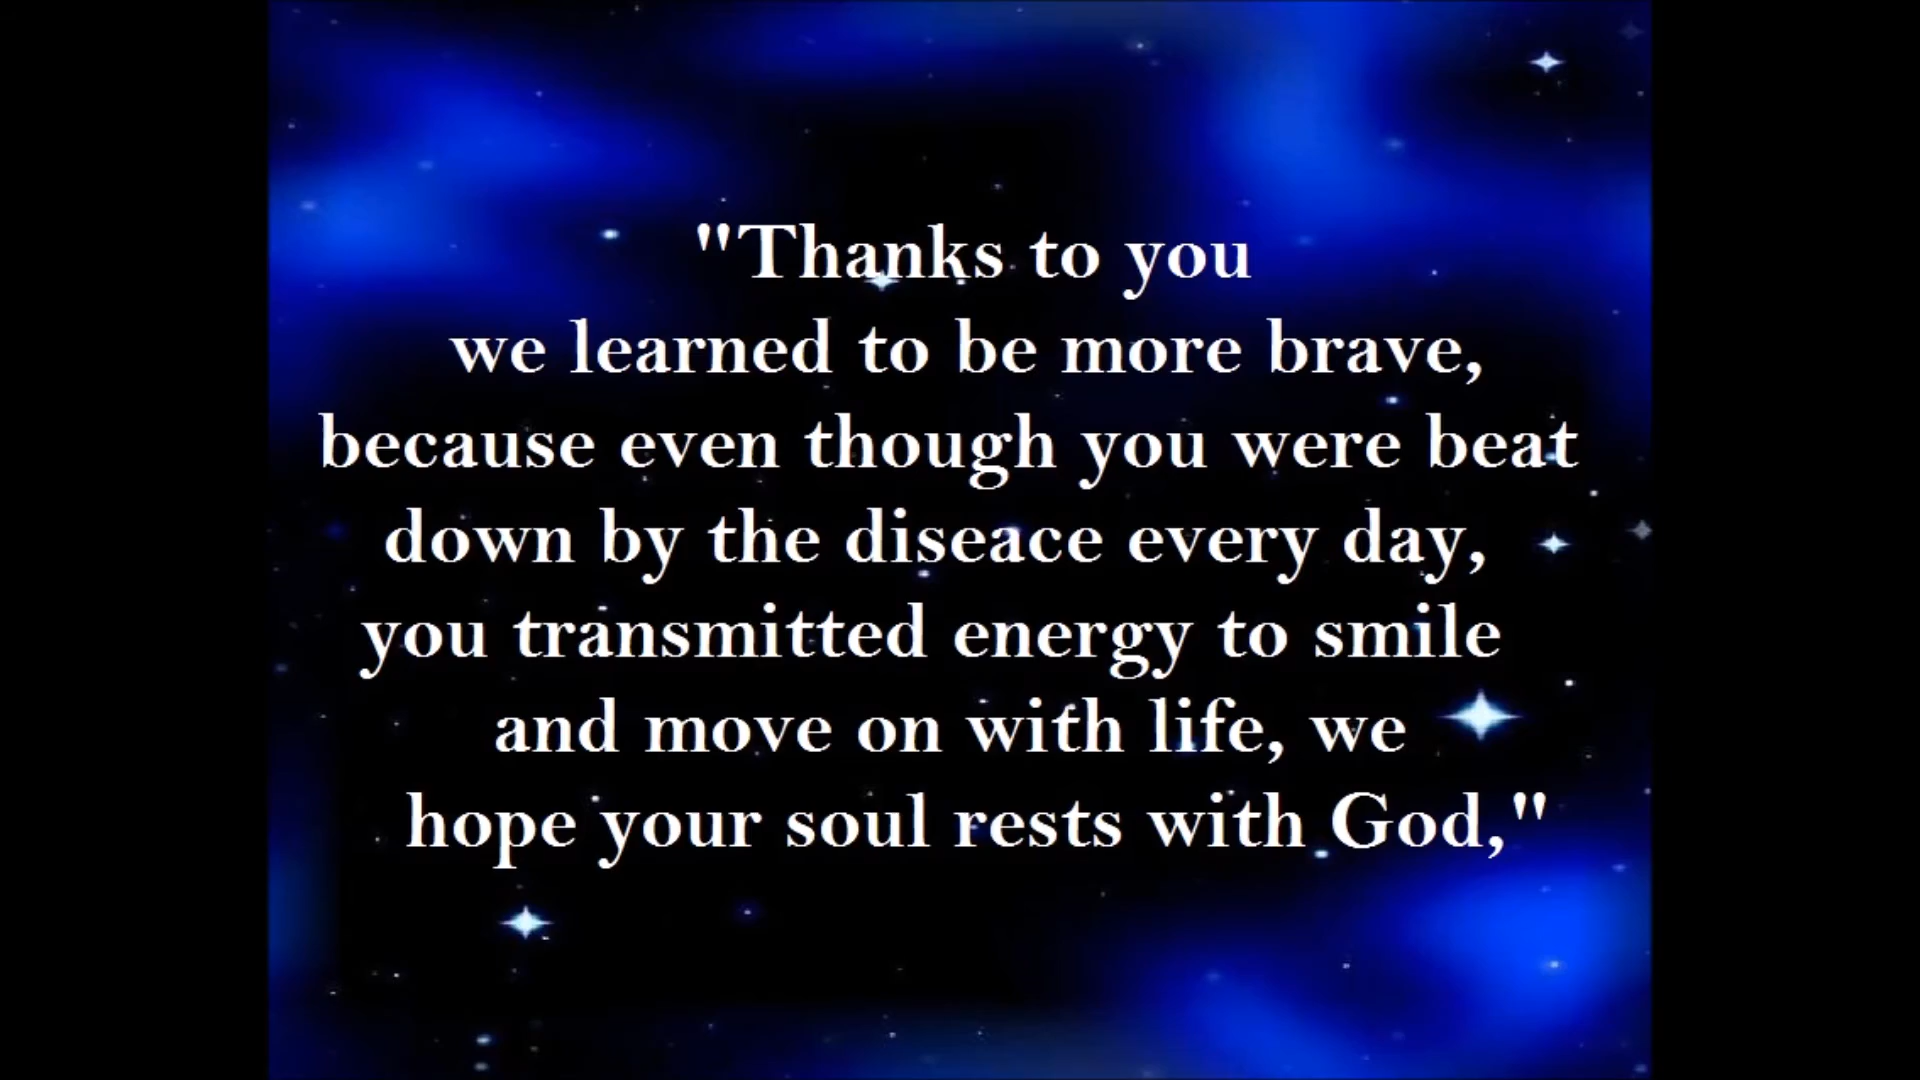 "Thanks to you
we learned to be more brave,
because even though you were beat
down by the diseace every day,
you transmitted energy to smile
and move on with life, we
hope your soul rests with God,"